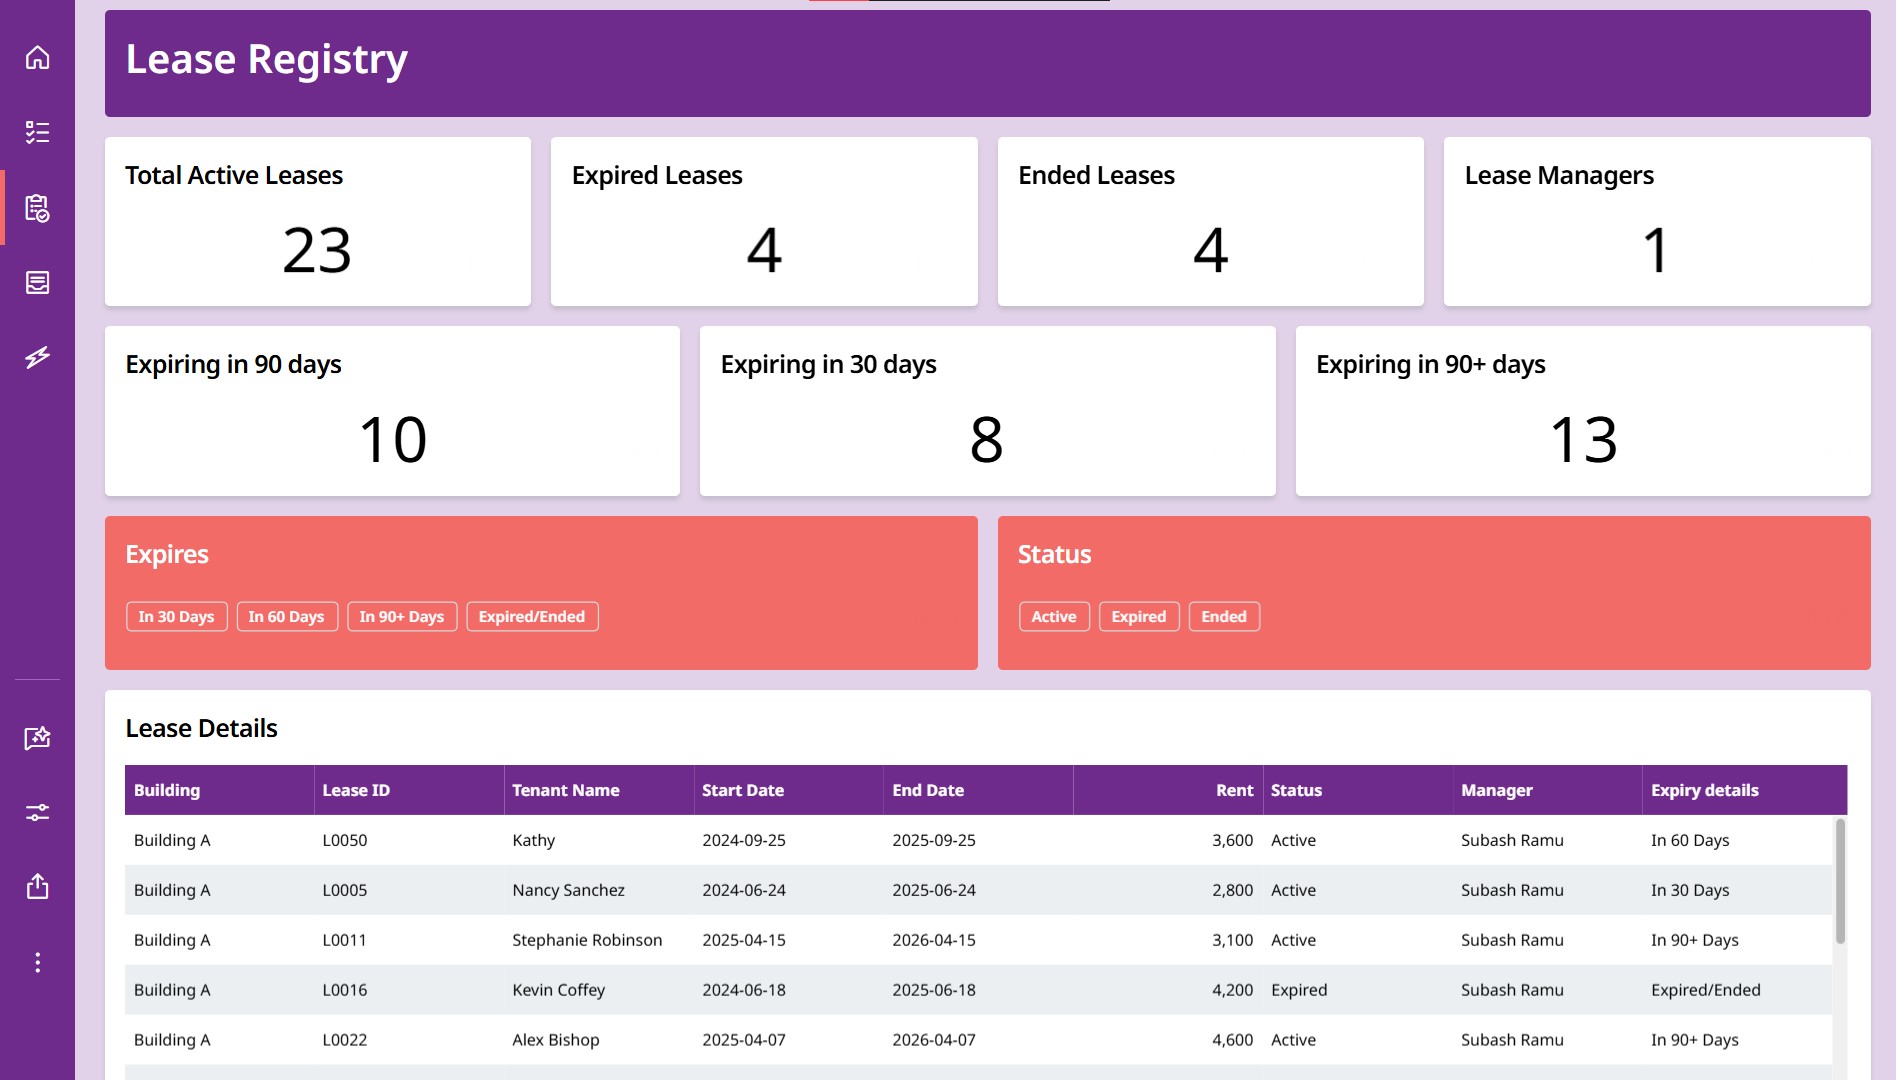 Lease Registry
Total Active Leases
23
Expired Leases
4
Ended Leases
4
Lease Managers
1
Expiring in 90 days
10
Expiring in 30 days
8
Expiring in 90+ days
13
Expires
In 30 Days In 60 Days In 90+ Days Expired/Ended
Status
Active Expired Ended
Lease Details
Building Lease ID Tenant Name Start Date End Date Rent Status Manager Expiry details
Building A L0050 Kathy 2024-09-25 2025-09-25 3,600 Active Subash Ramu In 60 Days
Building A L0005 Nancy Sanchez 2024-06-24 2025-06-24 2,800 Active Subash Ramu In 30 Days
Building A L0011 Stephanie Robinson 2025-04-15 2026-04-15 3,100 Active Subash Ramu In 90+ Days
Building A L0016 Kevin Coffey 2024-06-18 2025-06-18 4,200 Expired Subash Ramu Expired/Ended
Building A L0022 Alex Bishop 2025-04-07 2026-04-07 4,600 Active Subash Ramu In 90+ Days